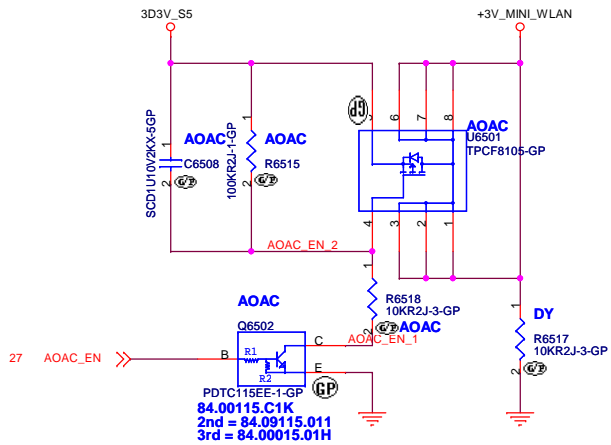 3D3V_S5
+3V_MINI_WLAN
GP
5
6
7
8
AOAC
U6501
TPCF8105-GP
1
AOAC
C6508
SCD1U10V2KX-5GP
2
G/P
1
AOAC
R6515
100KR2J-1-GP
2
G/P
4
3
2
1
AOAC_EN_2
1
R6518
10KR2J-3-GP
2
G/P
AOAC
AOAC_EN_1
1
DY
R6517
10KR2J-3-GP
2
G/P
AOAC
Q6502
27 AOAC_EN
B
R1
R2
C
E
PDTC115EE-1-GP
GP
84.00115.C1K
2nd = 84.09115.011
3rd = 84.00015.01H